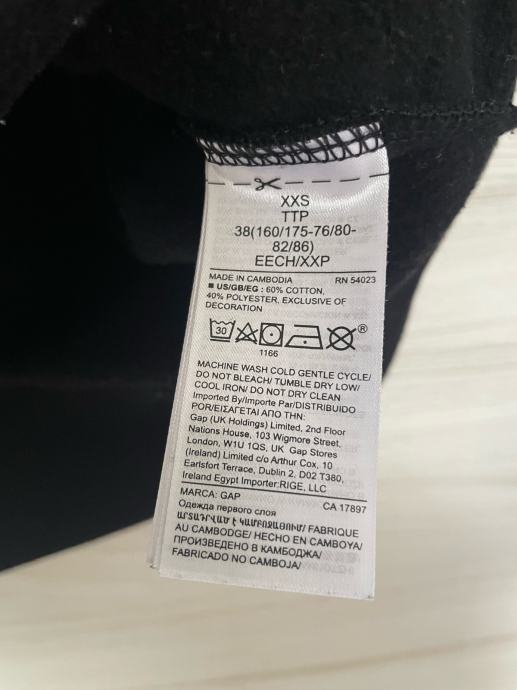 XXS
TTP
38(160/175-76/80-
82/86)
EECH/XXP
MADE IN CAMBODIA RN 54023
■ US/GB/EG : 60% COTTON,
40% POLYESTER, EXCLUSIVE OF
DECORATION
30 ®
1166
MACHINE WASH COLD GENTLE CYCLE/
DO NOT BLEACH/ TUMBLE DRY LOW/
COOL IRON/ DO NOT DRY CLEAN
Imported By/Importe Par/DISTRIBUIDO
POR/ΕΙΣΑΓΕΤΑΙ ΑΠΟ ΤΗΝ:
Gap (UK Holdings) Limited, 2nd Floor
Nations House, 103 Wigmore Street,
London, W1U 1QS, UK Gap Stores
(Ireland) Limited c/o Arthur Cox, 10
Earlsfort Terrace, Dublin 2, D02 T380,
Ireland Egypt Importer:RIGE, LLC
MARCA: GAP CA 17897
Одежда первого слоя
ԱՐՏԱԴՐՎԱԾ Է ԿԱՄԲՈՋԱՅՈՒՄ/ FABRIQUE
AU CAMBODGE/ HECHO EN CAMBOYA/
ПРОИЗВЕДЕНО В КАМБОДЖА/
FABRICADO NO CAMBOJA/